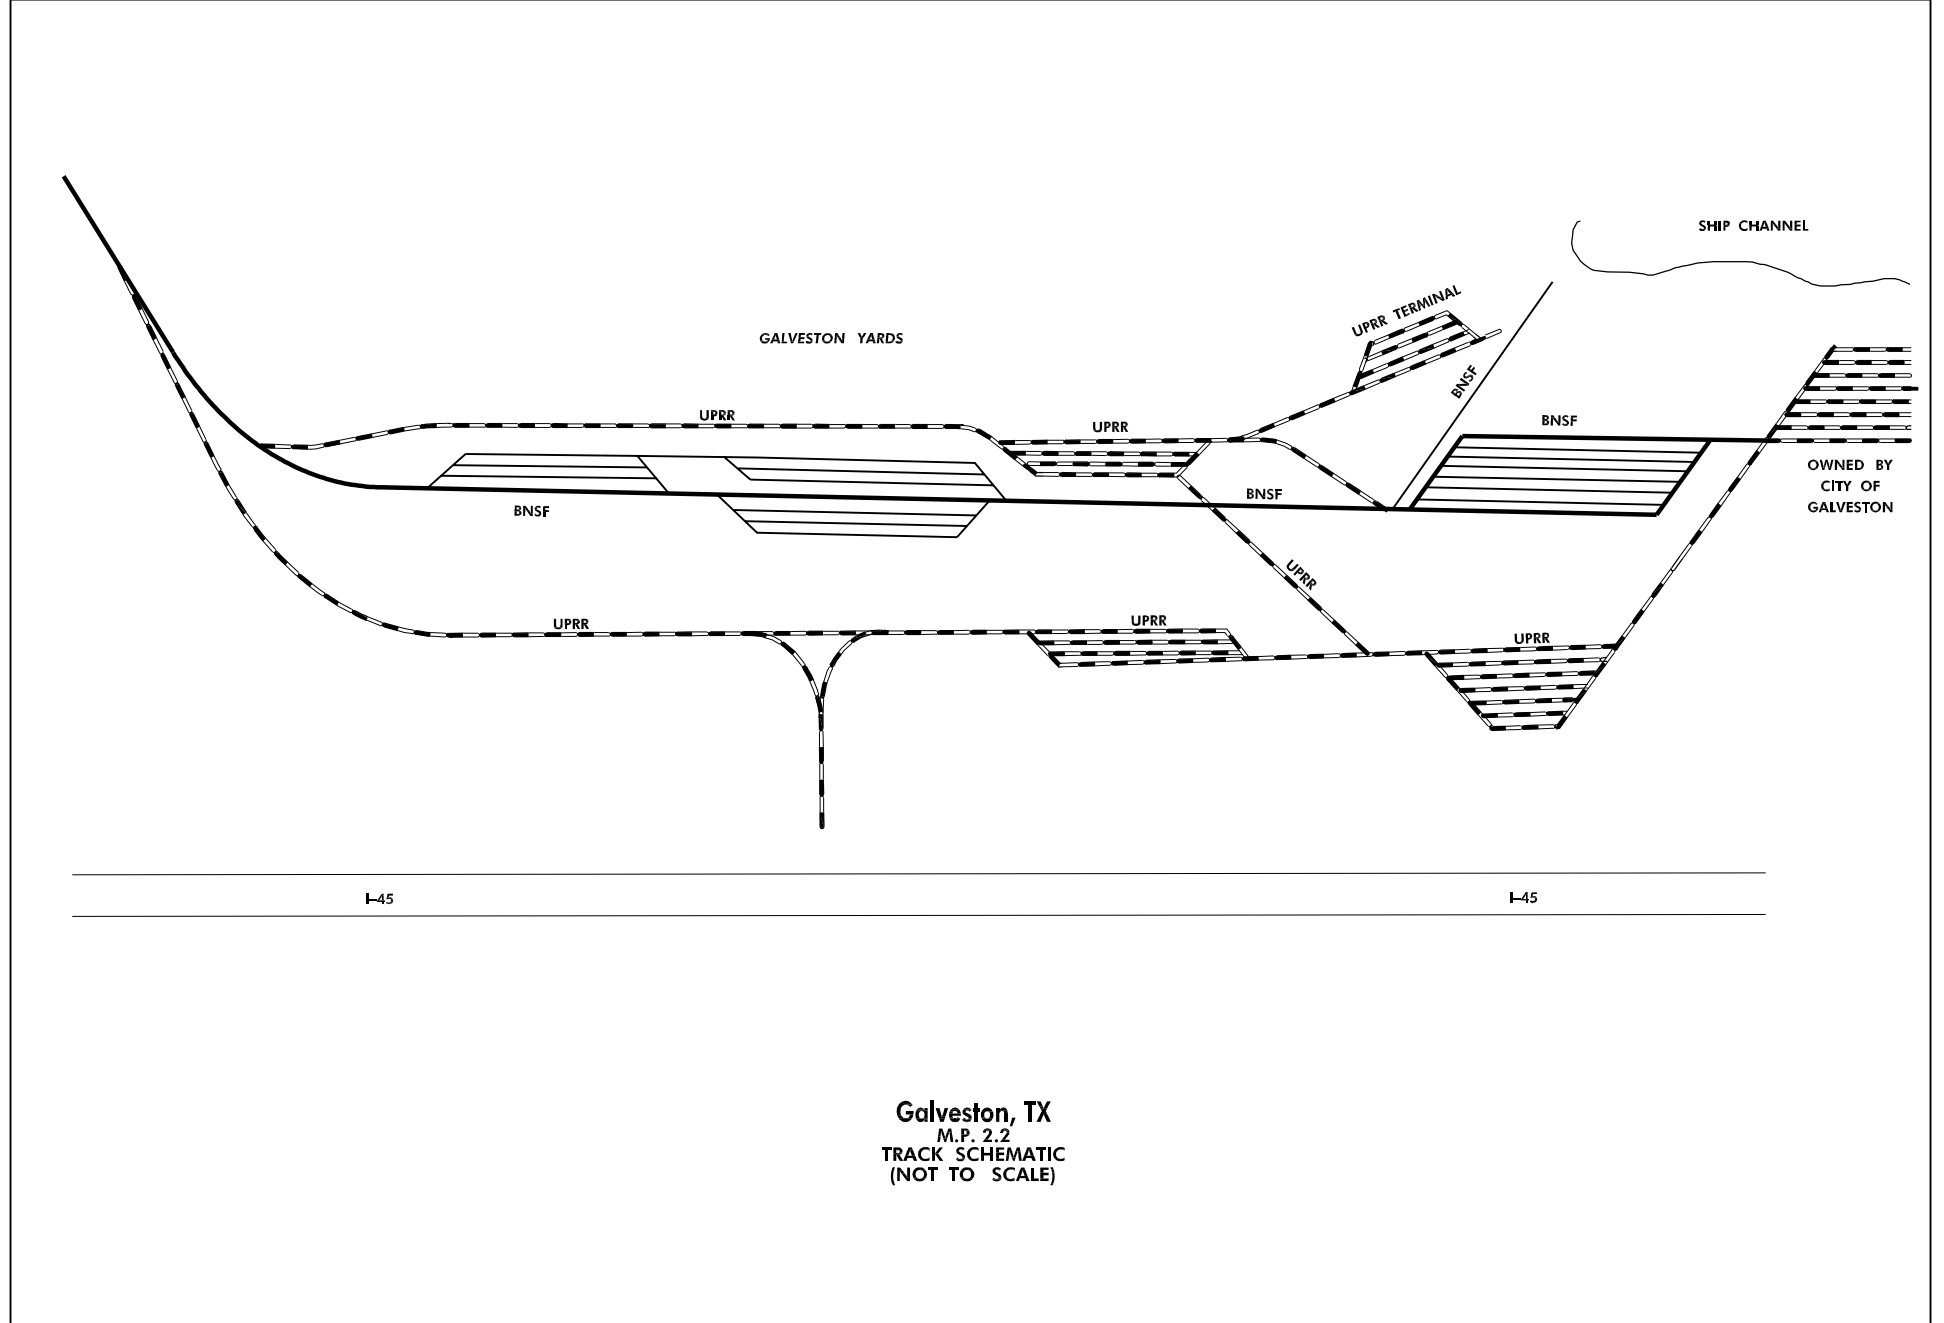 SHIP CHANNEL
UPRR TERMINAL
GALVESTON YARDS
BNSF
UPRR
UPRR
BNSF
OWNED BY
CITY OF
GALVESTON
BNSF
BNSF
UPRR
UPRR
UPRR
UPRR
I-45
I-45
Galveston, TX
M.P. 2.2
TRACK SCHEMATIC
(NOT TO SCALE)